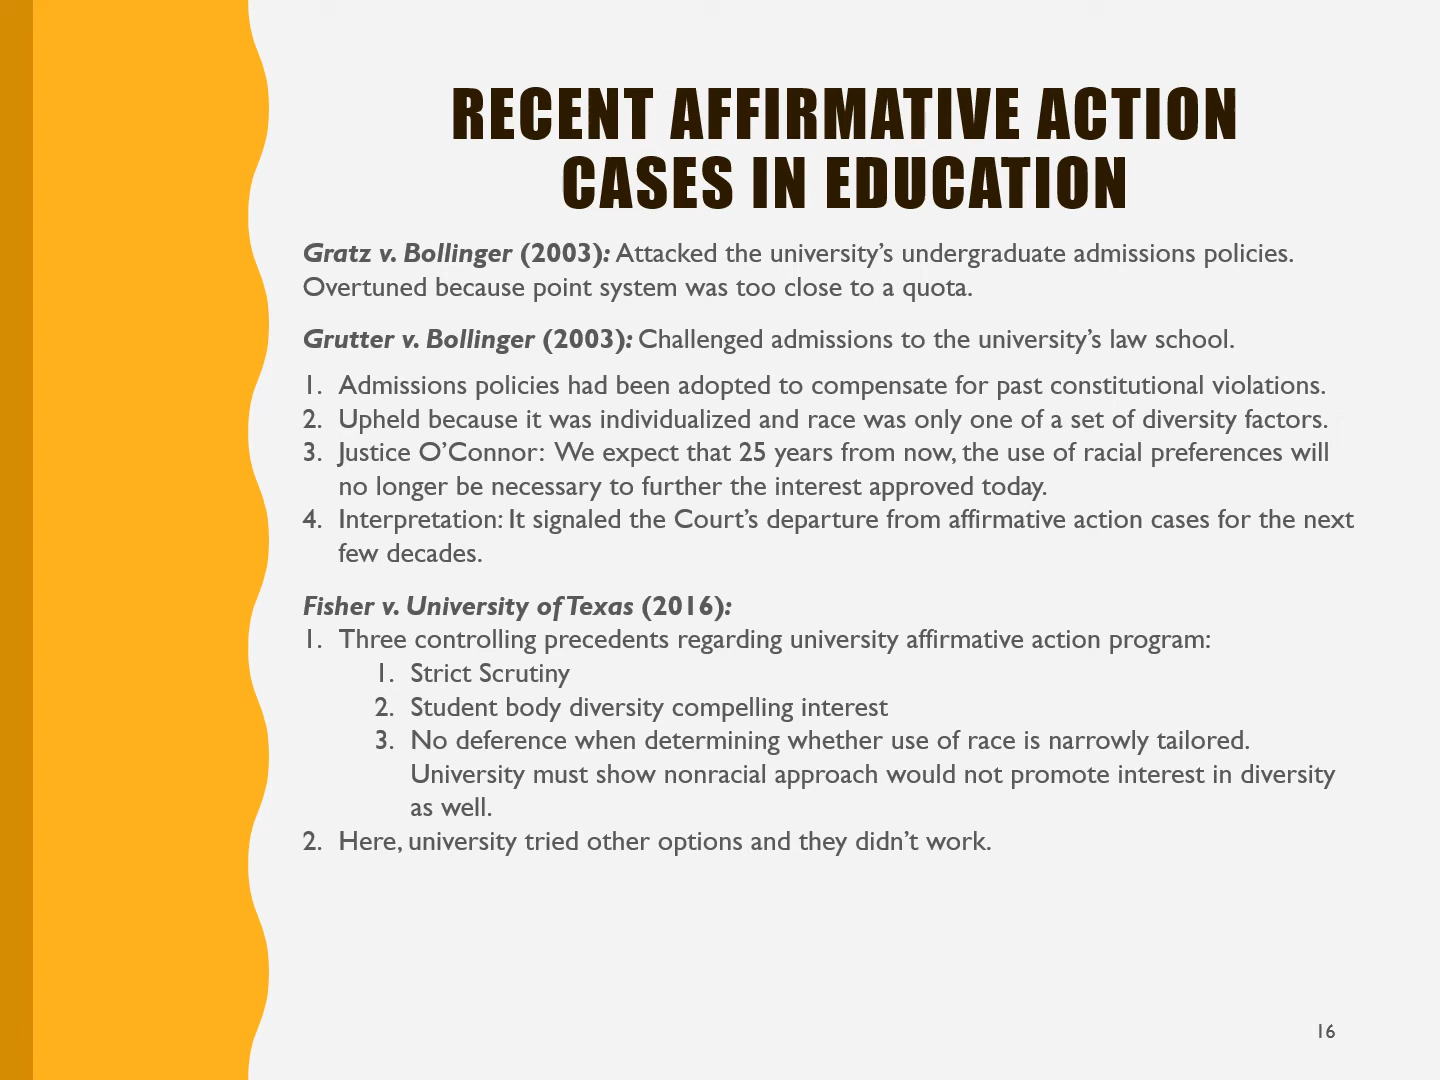 RECENT AFFIRMATIVE ACTION
CASES IN EDUCATION
Gratz v. Bollinger (2003): Attacked the university’s undergraduate admissions policies.
Overtuned because point system was too close to a quota.
Grutter v. Bollinger (2003): Challenged admissions to the university’s law school.
1. Admissions policies had been adopted to compensate for past constitutional violations.
2. Upheld because it was individualized and race was only one of a set of diversity factors.
3. Justice O’Connor: We expect that 25 years from now, the use of racial preferences will
no longer be necessary to further the interest approved today.
4. Interpretation: It signaled the Court’s departure from affirmative action cases for the next
few decades.
Fisher v. University of Texas (2016):
1. Three controlling precedents regarding university affirmative action program:
1. Strict Scrutiny
2. Student body diversity compelling interest
3. No deference when determining whether use of race is narrowly tailored.
University must show nonracial approach would not promote interest in diversity
as well.
2. Here, university tried other options and they didn’t work.
16